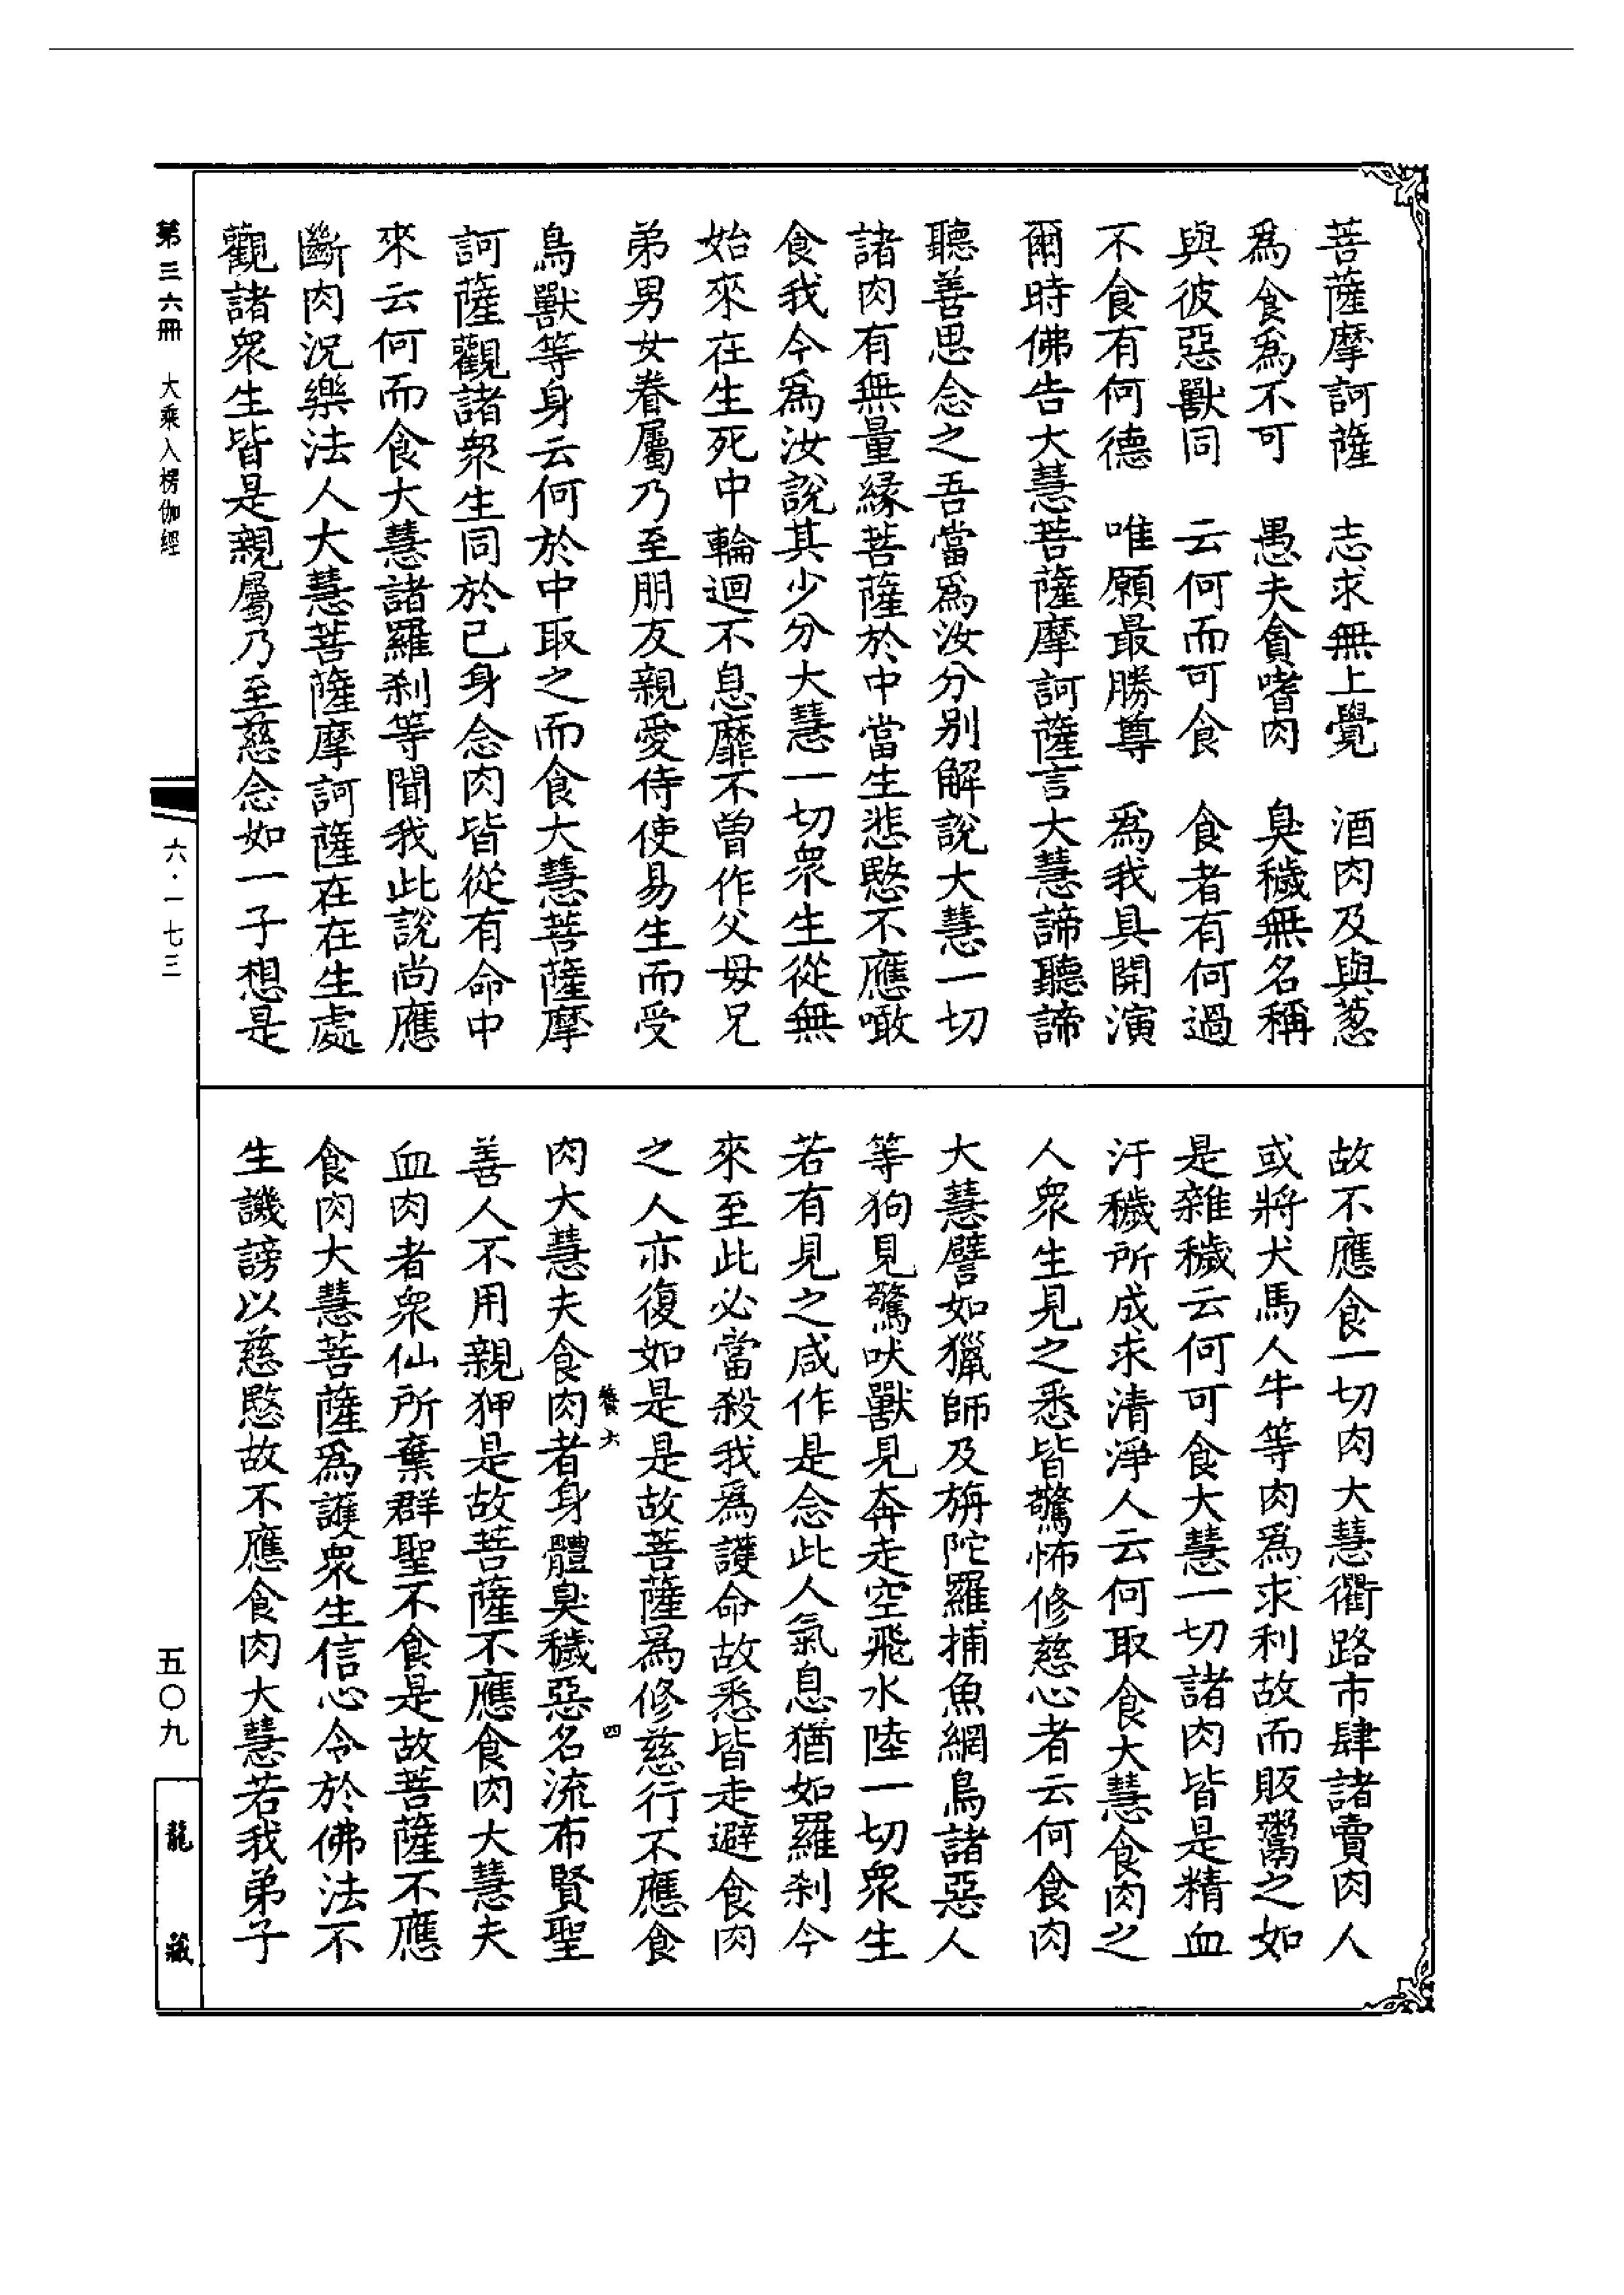 菩薩摩訶薩　志求無上覺　酒肉及與葱
為食爲不可　愚夫貪嗜肉　臭穢無名稱
與彼惡獸同　云何而可食　食者有何過
不食有何德　唯願最勝尊　爲我具開演
爾時佛告大慧菩薩摩訶薩言大慧諦聽諦
聽善思念之吾當爲汝分別解說大慧一切
諸肉有無量緣菩薩於中當生悲愍不應噉
食我今爲汝說其少分大慧一切衆生從無
始來在生死中輪迴不息靡不曾作父母兄
弟男女眷屬乃至朋友親愛侍使易生而受
鳥獸等身云何於中取之而食大慧菩薩摩
訶薩觀諸衆生同於己身念肉皆從有命中
來云何而食大慧諸羅剎等聞我此說尚應
斷肉況樂法人大慧菩薩摩訶薩在在生處
觀諸衆生皆是親屬乃至慈念如一子想是
故不應食一切肉大慧衢路市肆諸賣肉人
或將犬馬人牛等肉爲求利故而販鬻之如
是雜穢云何可食大慧一切諸肉皆是精血
汙穢所成求清淨人云何取食大慧食肉之
人衆生見之悉皆驚怖修慈心者云何食肉
大慧譬如獵師及旃陀羅捕魚網鳥諸惡人
等狗見驚吠獸見奔走空飛水陸一切衆生
若有見之咸作是念此人氣息猶如羅剎今
來至此必當殺我爲護命故悉皆走避食肉
之人亦復如是是故菩薩爲修慈行不應食
養六　四
肉大慧夫食肉者身體臭穢惡名流布賢聖
善人不用親狎是故菩薩不應食肉大慧夫
血肉者衆仙所棄群聖不食是故菩薩不應
食肉大慧菩薩爲護衆生信心令於佛法不
生譏謗以慈愍故不應食肉大慧若我弟子
第三六冊　大乘入楞伽經
六・一七三
五〇九
龍藏